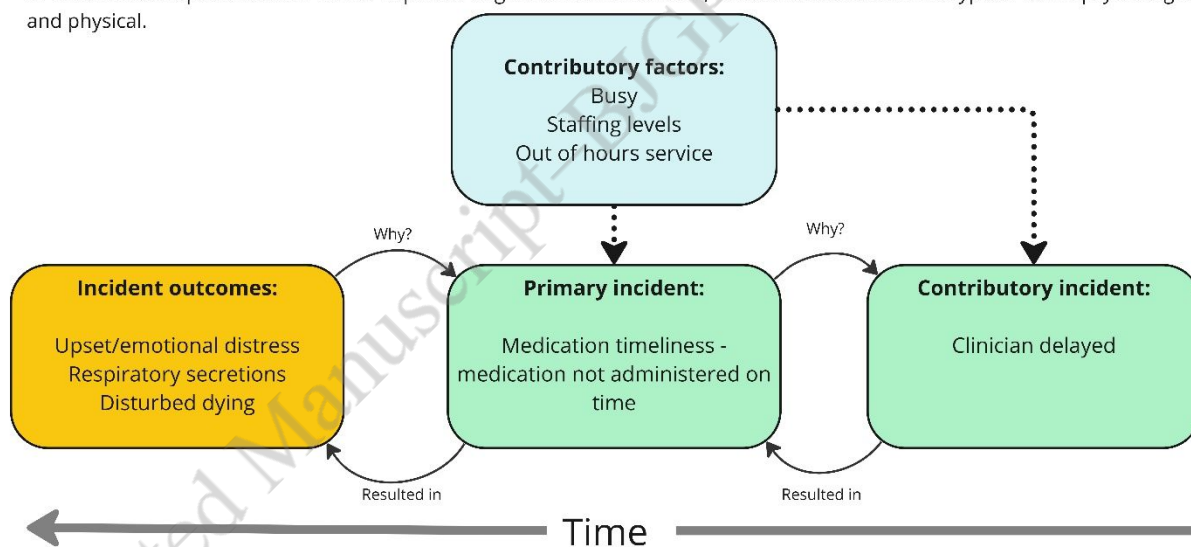 and physical.
Contributory factors:
Busy
Staffing levels
Out of hours service
Why?
Why?
Incident outcomes:
Upset/emotional distress
Respiratory secretions
Disturbed dying
Primary incident:
Medication timeliness -
medication not administered on
time
Contributory incident:
Clinician delayed
Resulted in
Resulted in
Time
Manuscript–BJGP